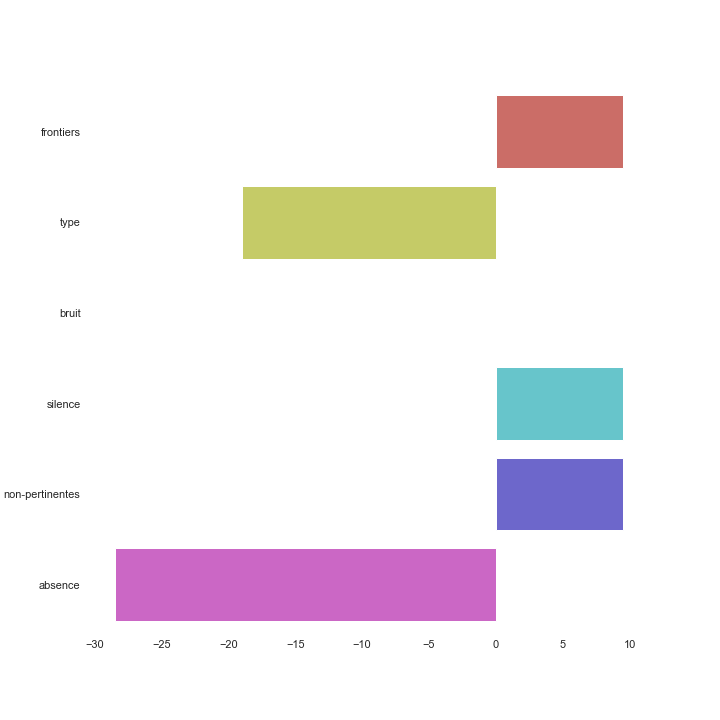 frontiers
type
bruit
silence
non-pertinentes
absence
−30 −25 −20 −15 −10 −5 0 5 10